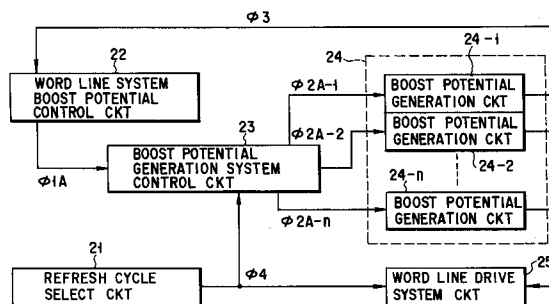 φ3
22
WORD LINE SYSTEM
BOOST POTENTIAL
CONTROL CKT
φ1A
23
BOOST POTENTIAL
GENERATION SYSTEM
CONTROL CKT
φ2A-1
φ2A-2
φ2A-n
24
24-1
BOOST POTENTIAL
GENERATION CKT
BOOST POTENTIAL
GENERATION CKT
24-2
24-n
BOOST POTENTIAL
GENERATION CKT
21
REFRESH CYCLE
SELECT CKT
φ4
25
WORD LINE DRIVE
SYSTEM CKT